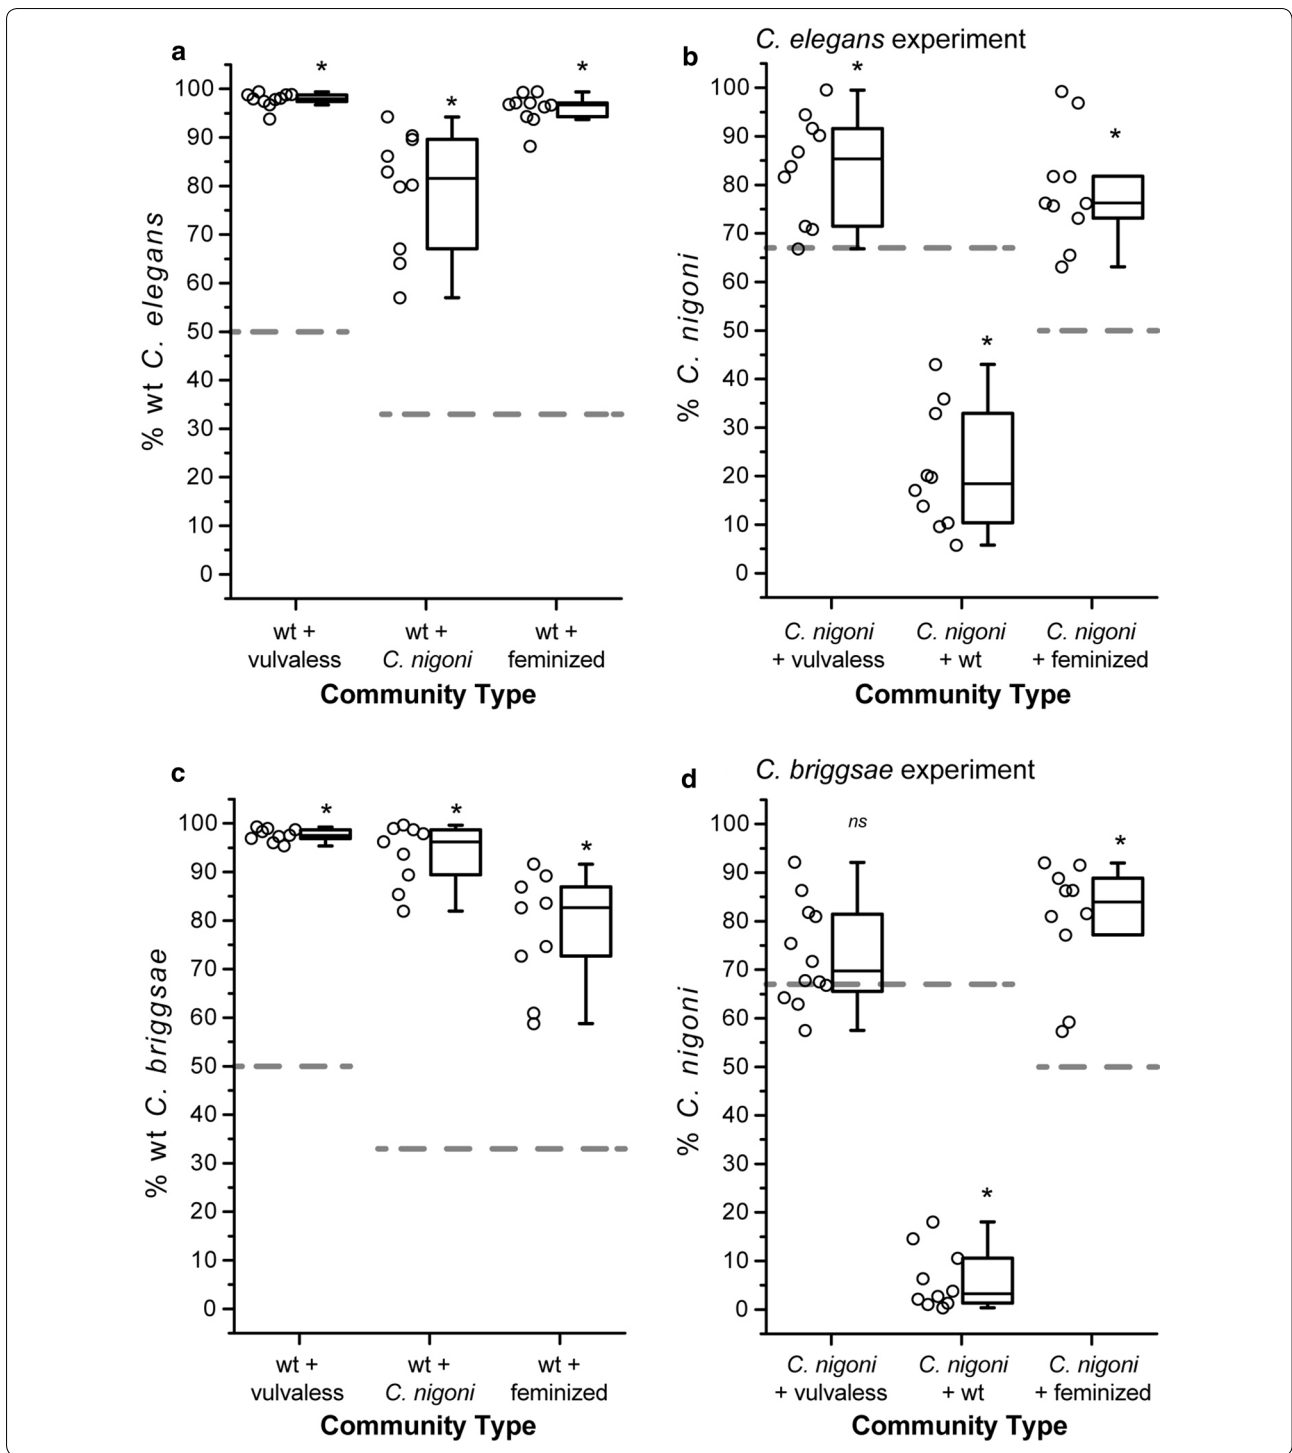 a
% wt C. elegans
100
90
80
70
60
50
40
30
20
10
0
*
*
*
wt +
vulvaless
wt +
C. nigoni
wt +
feminized
Community Type
b
C. elegans experiment
% C. nigoni
100
90
80
70
60
50
40
30
20
10
0
*
*
*
C. nigoni
+ vulvaless
C. nigoni
+ wt
C. nigoni
+ feminized
Community Type
c
% wt C. briggsae
100
90
80
70
60
50
40
30
20
10
0
*
*
*
wt +
vulvaless
wt +
C. nigoni
wt +
feminized
Community Type
d
C. briggsae experiment
% C. nigoni
100
90
80
70
60
50
40
30
20
10
0
ns
*
*
C. nigoni
+ vulvaless
C. nigoni
+ wt
C. nigoni
+ feminized
Community Type